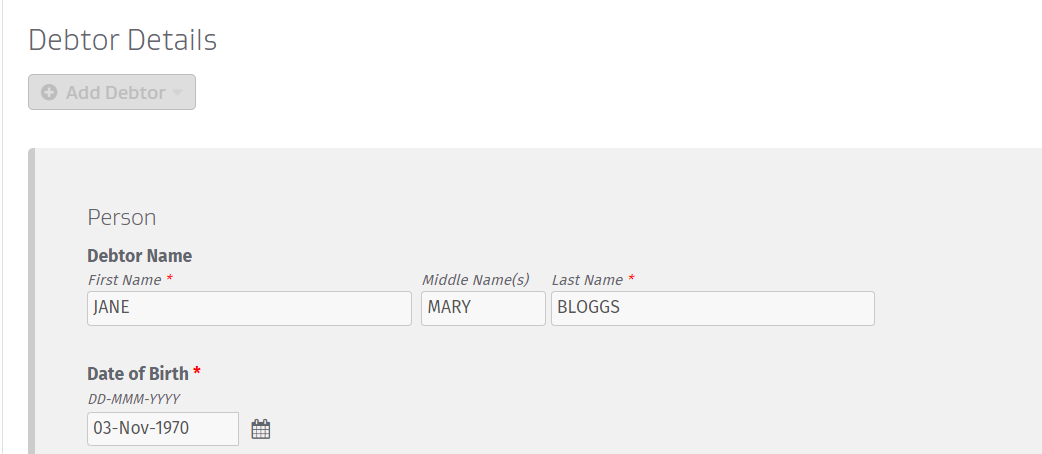 Debtor Details
Add Debtor
Person
Debtor Name
First Name * Middle Name(s) Last Name *
JANE MARY BLOGGS
Date of Birth *
DD-MMM-YYYY
03-Nov-1970